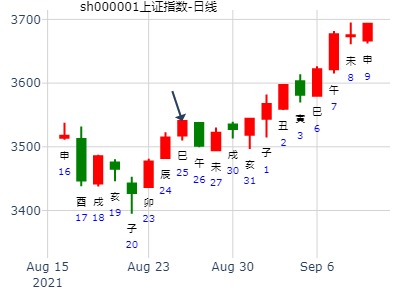 sh000001上证指数-日线
3700
3600
3500
3400
申
16
酉
17
戌
18
亥
19
子
20
卯
23
辰
24
巳
25
午
26
未
27
戌
30
亥
31
子
1
丑
2
寅
3
巳
6
午
7
未
8
申
9
Aug 15
2021
Aug 23
Aug 30
Sep 6